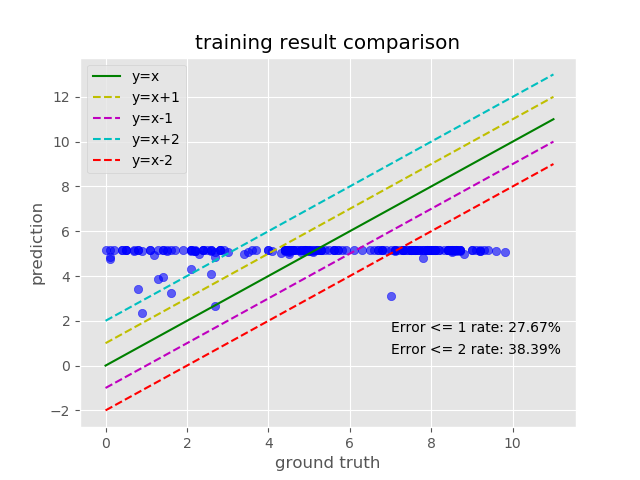 training result comparison
y=x
y=x+1
y=x-1
y=x+2
y=x-2
12
10
8
6
4
2
0
−2
prediction
Error <= 1 rate: 27.67%
Error <= 2 rate: 38.39%
0 2 4 6 8 10
ground truth